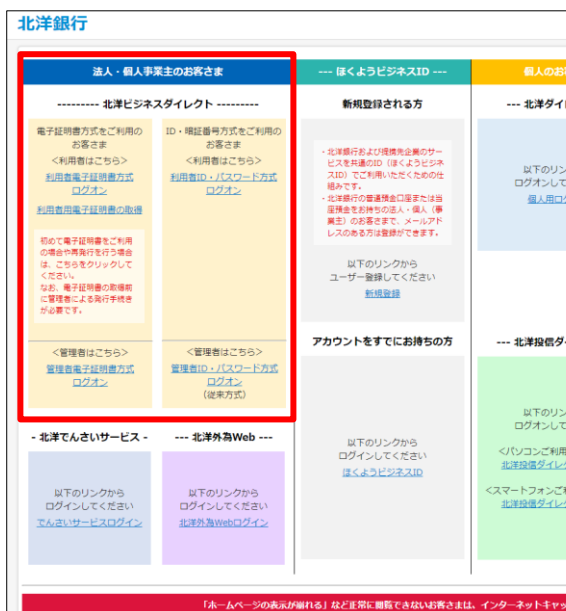 北洋銀行
法人・個人事業主のお客さま
--------- 北洋ビジネスダイレクト ---------
電子証明書方式をご利用の
お客さま
<利用者はこちら>
利用者電子証明書方式
ログオン
利用者用電子証明書の取得
初めて電子証明書をご利用
の場合や再発行を行う場合
は、こちらをクリックして
ください。
なお、電子証明書の取得前
に管理者による発行手続き
が必要です。
<管理者はこちら>
管理者電子証明書方式
ログオン
ID・暗証番号方式をご利用の
お客さま
<利用者はこちら>
利用者ID・パスワード方式
ログオン
<管理者はこちら>
管理者ID・パスワード方式
ログオン
(従来方式)
- 北洋でんさいサービス -
以下のリンクから
ログインしてください
でんさいサービスログイン
--- 北洋外為Web ---
以下のリンクから
ログインしてください
北洋外為Webログイン
--- ほくようビジネスID ---
新規登録される方
・北洋銀行および提携先企業のサー
ビスを共通のID(ほくようビジネ
スID)でご利用いただくための仕
組みです。
・北洋銀行の普通預金口座または当
座預金をお持ちの法人・個人(事
業主)のお客さまで、メールアド
レスのある方は登録ができます。
以下のリンクから
ユーザー登録してください
新規登録
アカウントをすでにお持ちの方
以下のリンクから
ログインしてください
ほくようビジネスID
個人のお
--- 北洋ダイ
以下のリン
ログオンして
個人用ロ
--- 北洋投信ダ
以下のリン
ログオンして
<パソコンご利用
北洋投信ダイレ
<スマートフォンご
北洋投信ダイレ
「ホームページの表示が崩れる」など正常に閲覧できないお客さまは、インターネットキャッ